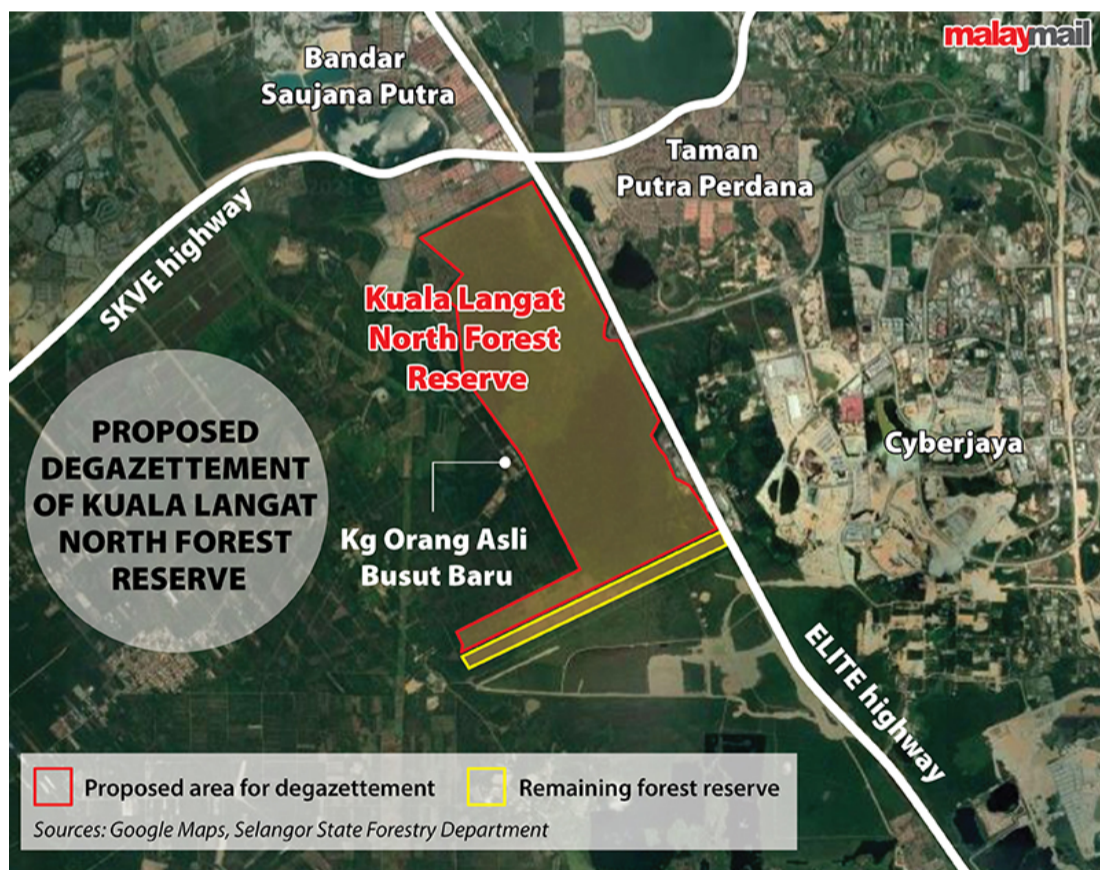 malaymail
Bandar
Saujana Putra
Taman
Putra Perdana
SKVE highway
Kuala Langat
North Forest
Reserve
PROPOSED
DEGAZETTEMENT
OF KUALA LANGAT
NORTH FOREST
RESERVE
Cyberjaya
Kg Orang Asli
Busut Baru
ELITE highway
Proposed area for degazettement
Remaining forest reserve
Sources: Google Maps, Selangor State Forestry Department